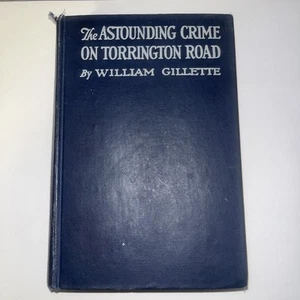 The ASTOUNDING CRIME
ON TORRINGTON ROAD
By WILLIAM GILLETTE